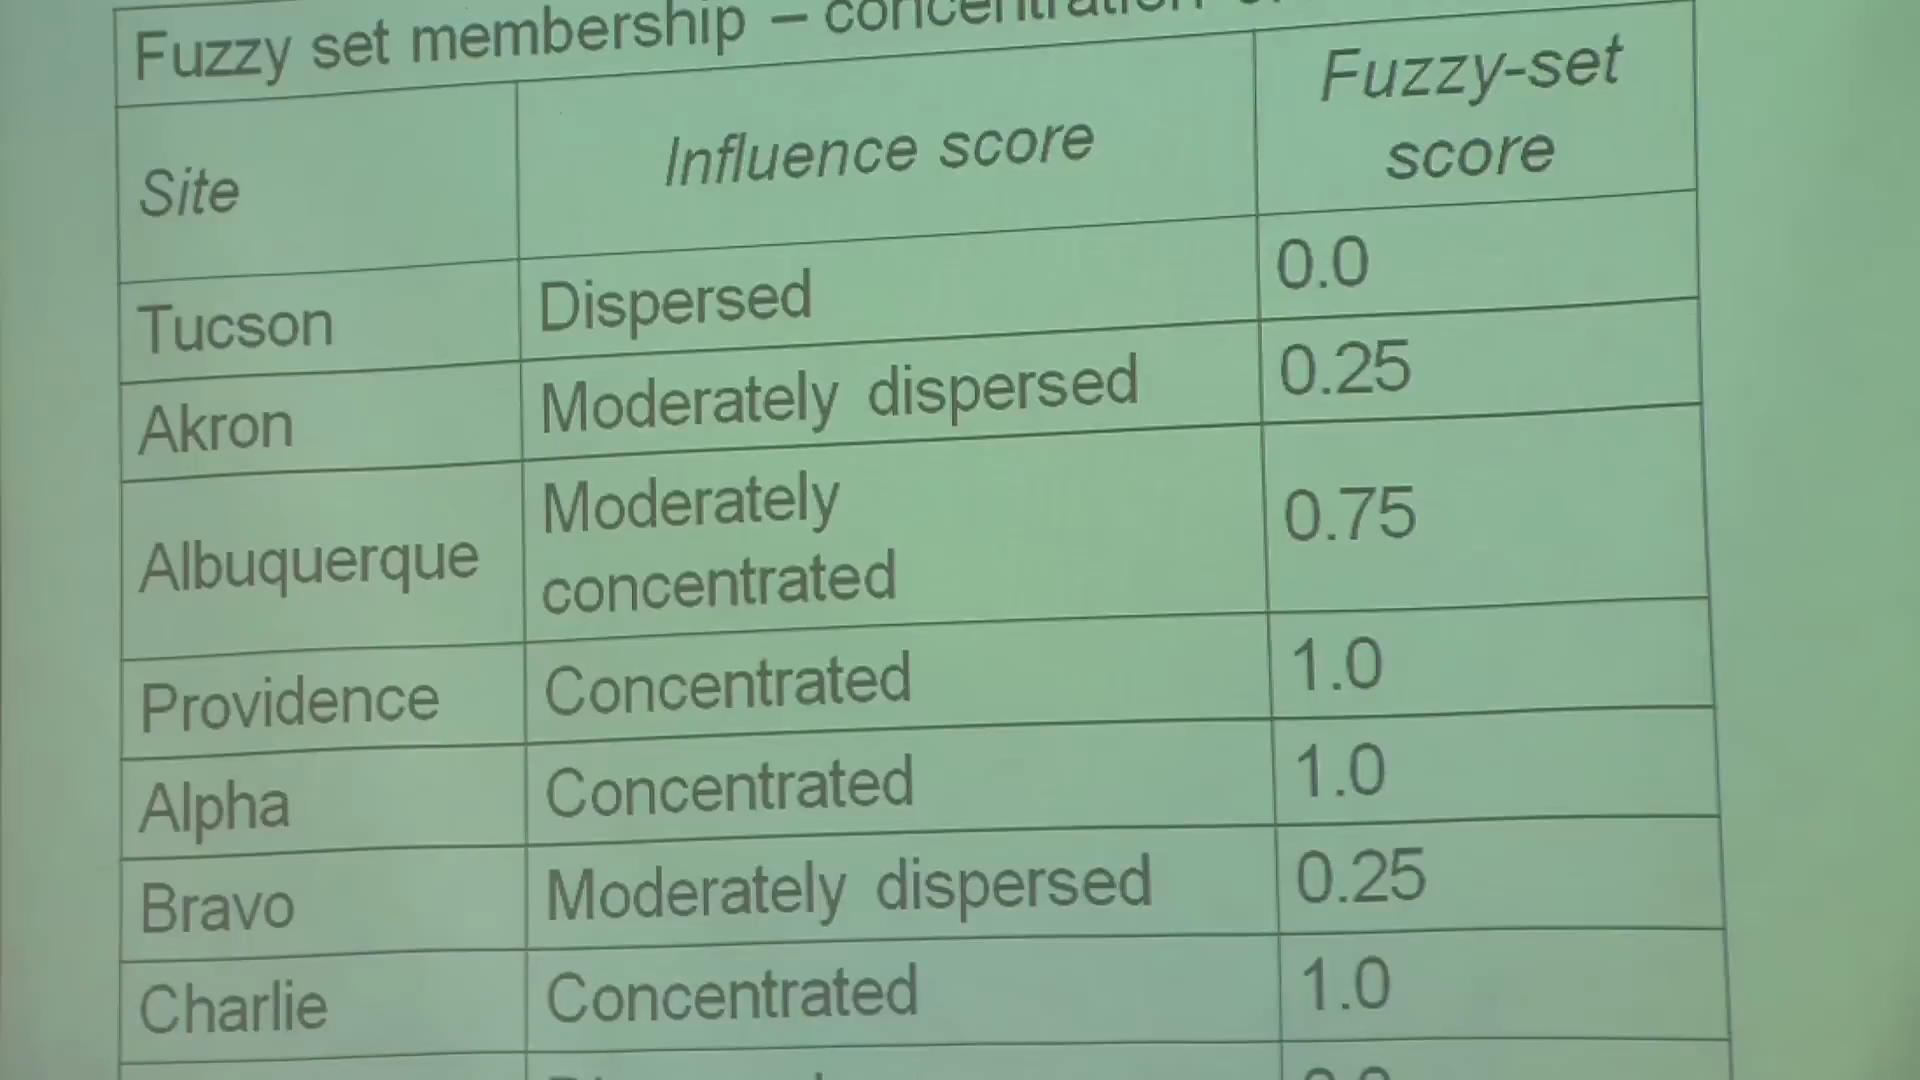 Fuzzy set membership – concentration
Site Influence score Fuzzy-set score
Tucson Dispersed 0.0
Akron Moderately dispersed 0.25
Albuquerque Moderately concentrated 0.75
Providence Concentrated 1.0
Alpha Concentrated 1.0
Bravo Moderately dispersed 0.25
Charlie Concentrated 1.0